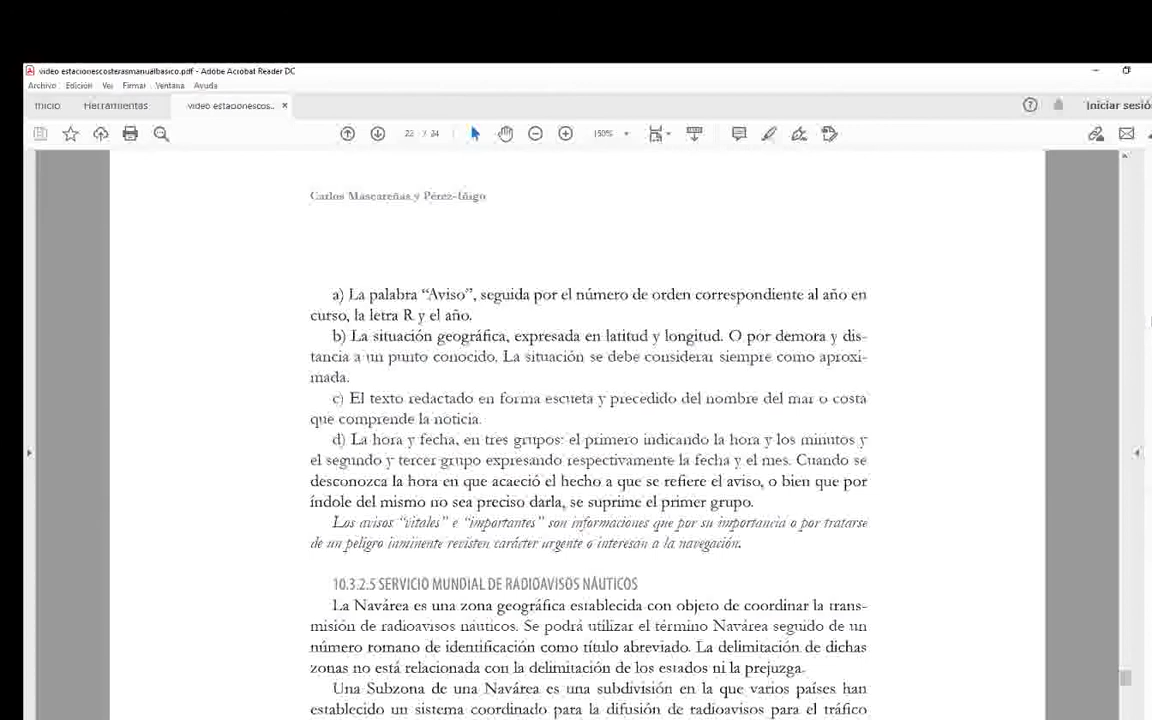 video estacionescosterasmanualbasico.pdf - Adobe Acrobat Reader DC
Archivo Edición Ver Firmar Ventana Ayuda
Inicio Herramientas video estacionescos... ×
Iniciar sesió
22 / 24 150%
Carlos Mascareñas y Pérez-Iñigo
a) La palabra “Aviso”, seguida por el número de orden correspondiente al año en
curso, la letra R y el año.
b) La situación geográfica, expresada en latitud y longitud. O por demora y dis-
tancia a un punto conocido. La situación se debe considerar siempre como aproxi-
mada.
c) El texto redactado en forma escueta y precedido del nombre del mar o costa
que comprende la noticia.
d) La hora y fecha, en tres grupos: el primero indicando la hora y los minutos y
el segundo y tercer grupo expresando respectivamente la fecha y el mes. Cuando se
desconozca la hora en que acaeció el hecho a que se refiere el aviso, o bien que por
índole del mismo no sea preciso darla, se suprime el primer grupo.
Los avisos “vitales” e “importantes” son informaciones que por su importancia o por tratarse
de un peligro inminente revisten carácter urgente o interesan a la navegación.
10.3.2.5 SERVICIO MUNDIAL DE RADIOAVISOS NÁUTICOS
La Navárea es una zona geográfica establecida con objeto de coordinar la trans-
misión de radioavisos náuticos. Se podrá utilizar el término Navárea seguido de un
número romano de identificación como título abreviado. La delimitación de dichas
zonas no está relacionada con la delimitación de los estados ni la prejuzga.
Una Subzona de una Navárea es una subdivisión en la que varios países han
establecido un sistema coordinado para la difusión de radioavisos para el tráfico